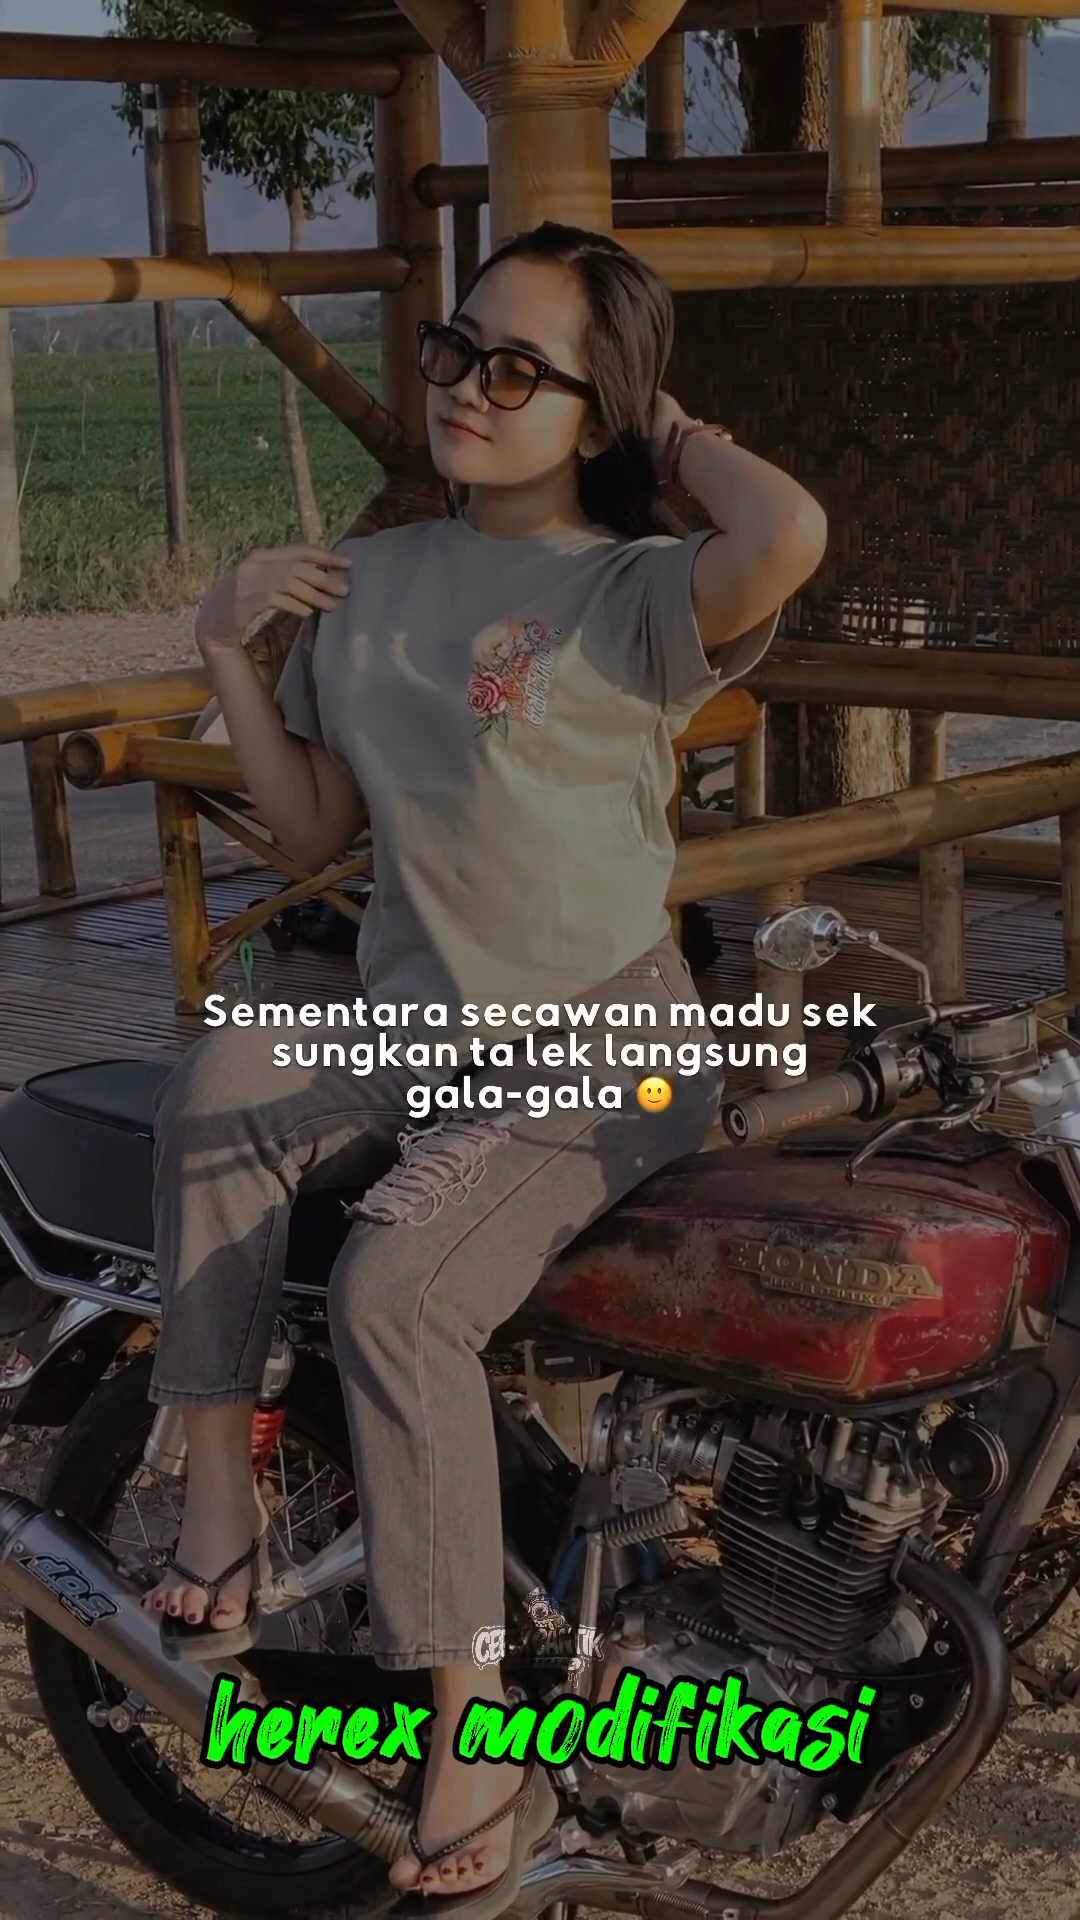 Sementara secawan madu sek
sungkan ta lek langsung
gala-gala 🙂
HONDA
d.o.s
herex modifikasi